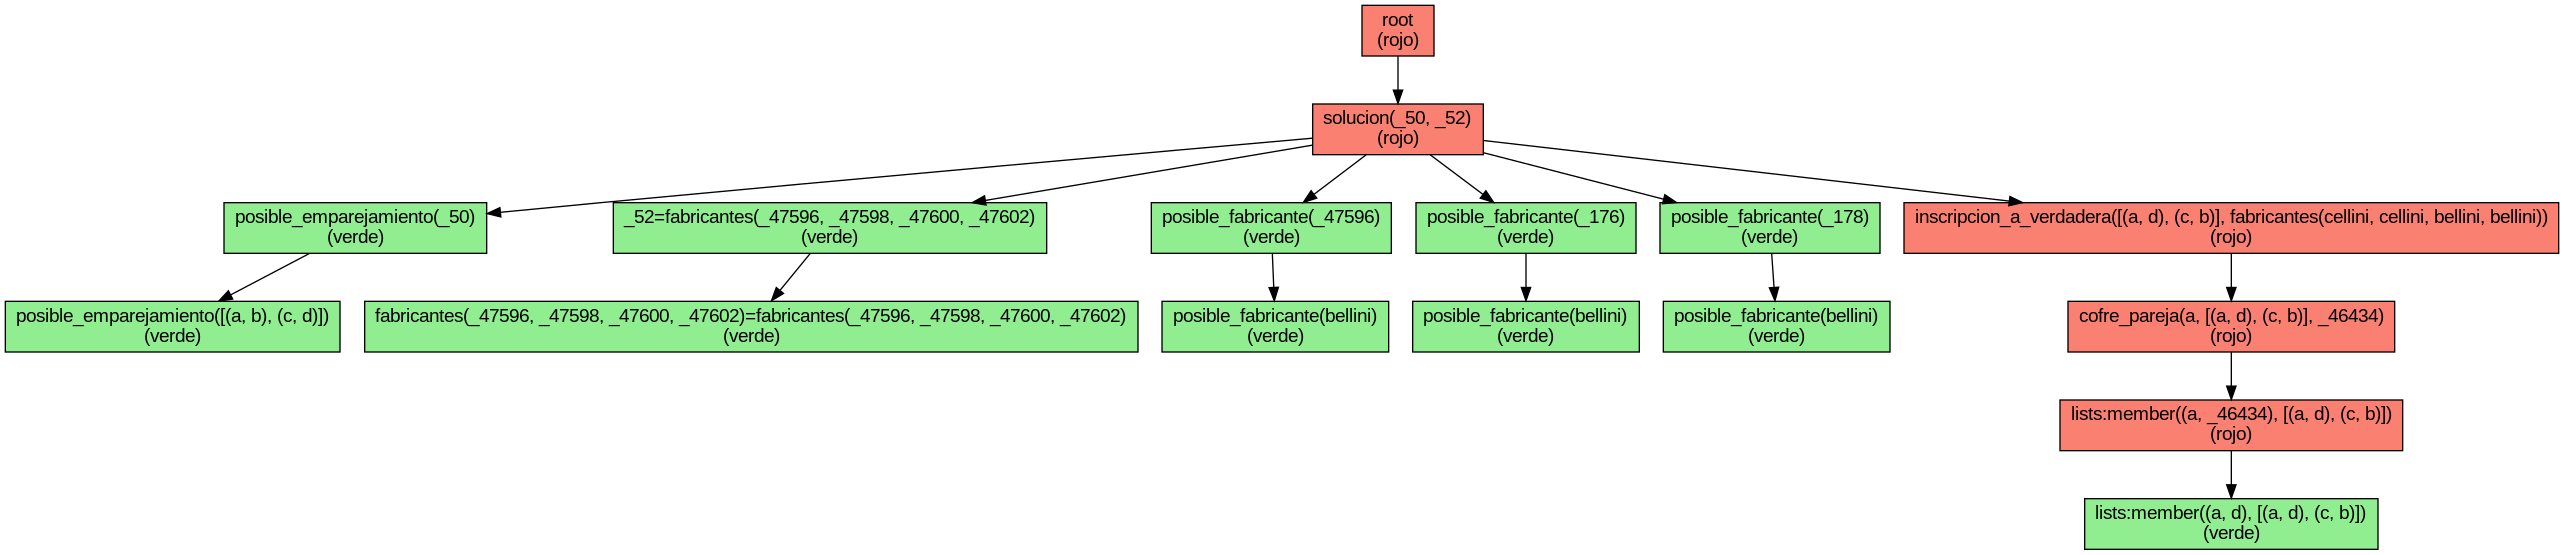 root
(rojo)
solucion(_50, _52)
(rojo)
posible_emparejamiento(_50)
(verde)
_52=fabricantes(_47596, _47598, _47600, _47602)
(verde)
posible_fabricante(_47596)
(verde)
posible_fabricante(_176)
(verde)
posible_fabricante(_178)
(verde)
inscripcion_a_verdadera([(a, d), (c, b)], fabricantes(cellini, cellini, bellini, bellini))
(rojo)
posible_emparejamiento([(a, b), (c, d)])
(verde)
fabricantes(_47596, _47598, _47600, _47602)=fabricantes(_47596, _47598, _47600, _47602)
(verde)
posible_fabricante(bellini)
(verde)
posible_fabricante(bellini)
(verde)
posible_fabricante(bellini)
(verde)
cofre_pareja(a, [(a, d), (c, b)], _46434)
(rojo)
lists:member((a, _46434), [(a, d), (c, b)])
(rojo)
lists:member((a, d), [(a, d), (c, b)])
(verde)